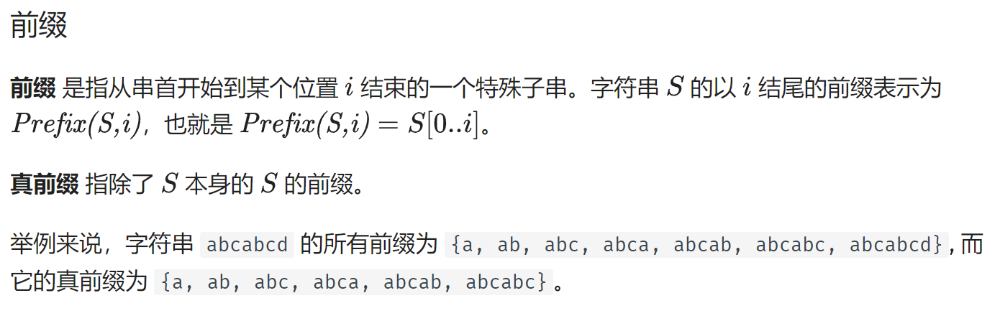 前缀
前缀 是指从串首开始到某个位置 i 结束的一个特殊子串。字符串 S 的以 i 结尾的前缀表示为
Prefix(S,i)，也就是 Prefix(S,i) = S[0..i]。
真前缀 指除了 S 本身的 S 的前缀。
举例来说，字符串 abcabcd 的所有前缀为 {a, ab, abc, abca, abcab, abcabc, abcabcd}, 而
它的真前缀为 {a, ab, abc, abca, abcab, abcabc}。